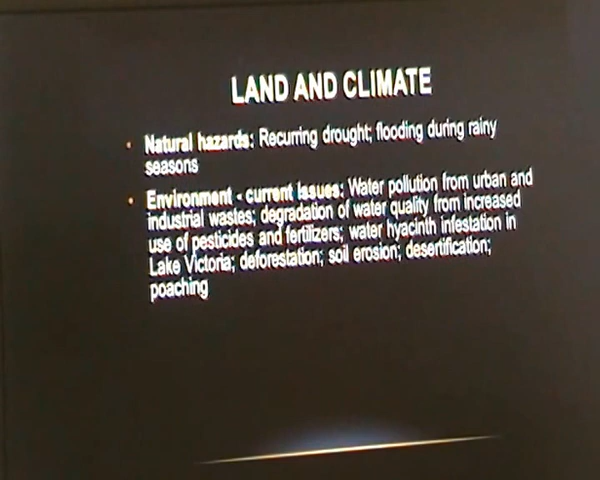 LAND AND CLIMATE
• Natural hazards: Recurring drought; flooding during rainy
seasons
• Environment - current issues: Water pollution from urban and
industrial wastes; degradation of water quality from increased
use of pesticides and fertilizers; water hyacinth infestation in
Lake Victoria; deforestation; soil erosion; desertification;
poaching